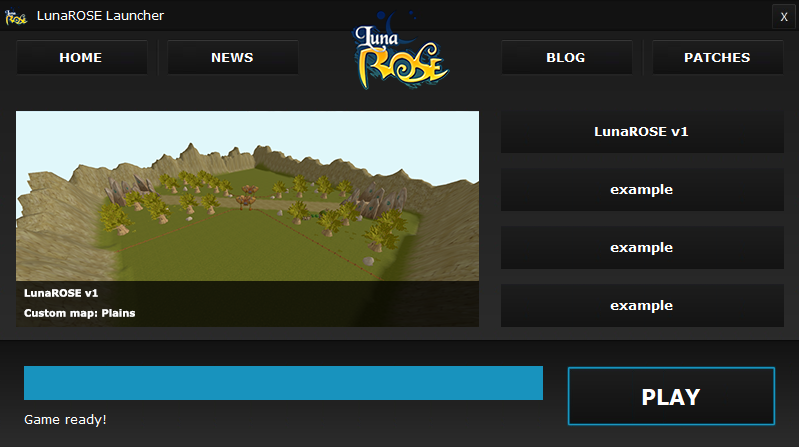 LunaROSE Launcher
X
HOME
NEWS
Luna
ROSE
BLOG
PATCHES
LunaROSE v1
Custom map: Plains
LunaROSE v1
example
example
example
Game ready!
PLAY